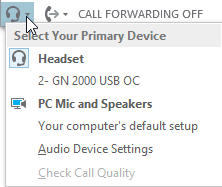 CALL FORWARDING OFF
Select Your Primary Device
Headset
2- GN 2000 USB OC
PC Mic and Speakers
Your computer's default setup
Audio Device Settings
Check Call Quality